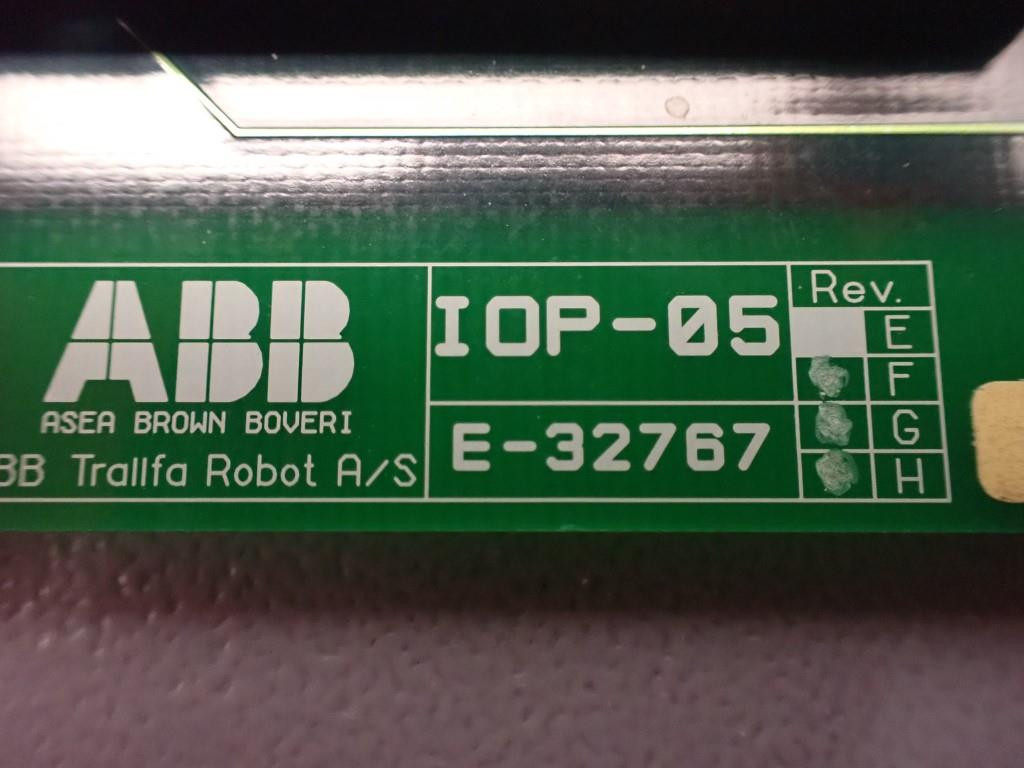 ABB
ASEA BROWN BOVERI
BB Trallfa Robot A/S
IOP-05
E-32767
Rev.
E
F
G
H